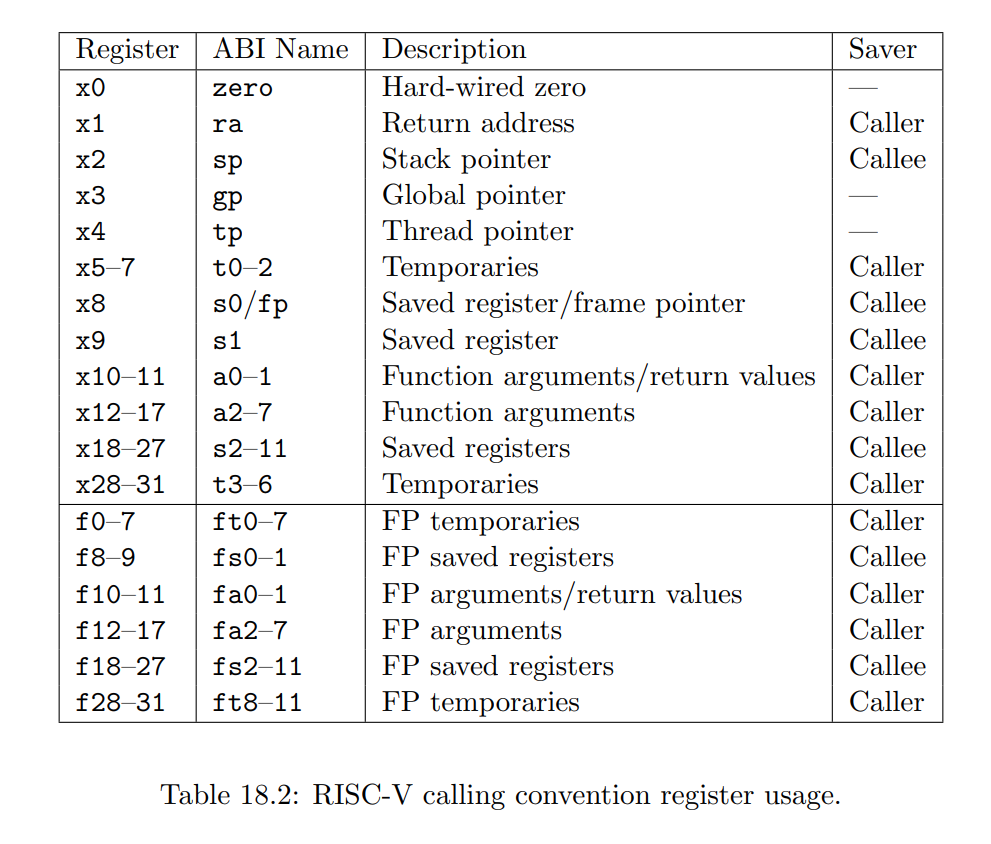 Register ABI Name Description Saver
x0 zero Hard-wired zero —
x1 ra Return address Caller
x2 sp Stack pointer Callee
x3 gp Global pointer —
x4 tp Thread pointer —
x5–7 t0–2 Temporaries Caller
x8 s0/fp Saved register/frame pointer Callee
x9 s1 Saved register Callee
x10–11 a0–1 Function arguments/return values Caller
x12–17 a2–7 Function arguments Caller
x18–27 s2–11 Saved registers Callee
x28–31 t3–6 Temporaries Caller
f0–7 ft0–7 FP temporaries Caller
f8–9 fs0–1 FP saved registers Callee
f10–11 fa0–1 FP arguments/return values Caller
f12–17 fa2–7 FP arguments Caller
f18–27 fs2–11 FP saved registers Callee
f28–31 ft8–11 FP temporaries Caller
Table 18.2: RISC-V calling convention register usage.